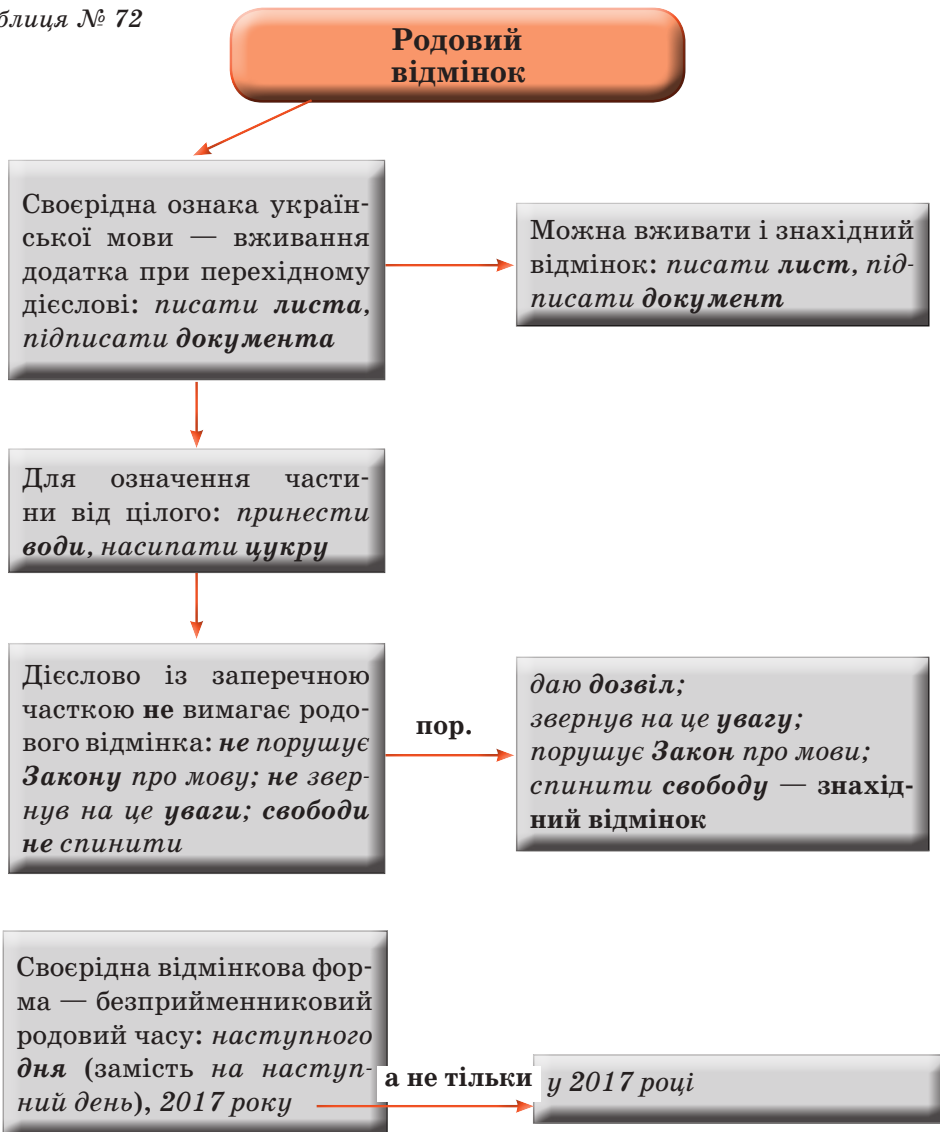 блиця № 72
Родовий
відмінок
Своєрідна ознака україн-
ської мови — вживання
додатка при перехідному
дієслові: писати листа,
підписати документа
Можна вживати і знахідний
відмінок: писати лист, під-
писати документ
Для означення части-
ни від цілого: принести
води, насипати цукру
Дієслово із заперечною
часткою не вимагає родо-
вого відмінка: не порушує
Закону про мову; не звер-
нув на це уваги; свободи
не спинити
пор.
даю дозвіл;
звернув на це увагу;
порушує Закон про мови;
спинити свободу — знахід-
ний відмінок
Своєрідна відмінкова фор-
ма — безприйменниковий
родовий часу: наступного
дня (замість на наступ-
ний день), 2017 року
а не тільки
у 2017 році